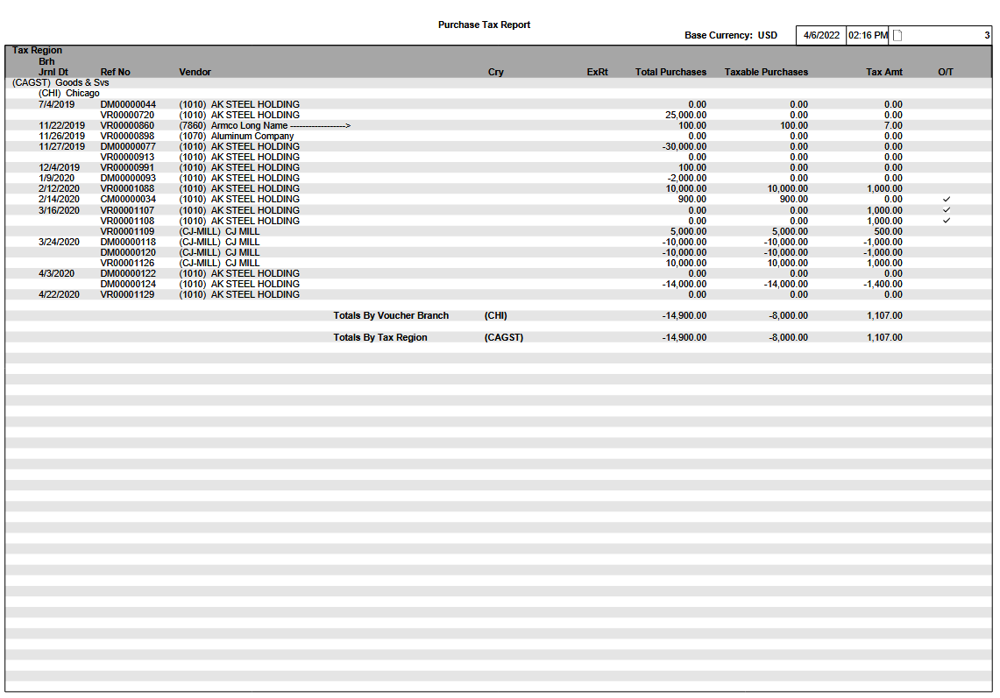 Purchase Tax Report
Base Currency: USD 4/6/2022 02:16 PM 3
Tax Region
Brh
Jrnl Dt Ref No Vendor Cry ExRt Total Purchases Taxable Purchases Tax Amt O/T
(CAGST) Goods & Svs
(CHI) Chicago
7/4/2019 DM00000044 (1010) AK STEEL HOLDING 0.00 0.00 0.00
VR00000720 (1010) AK STEEL HOLDING 25,000.00 0.00 0.00
11/22/2019 VR00000860 (7860) Armco Long Name ------------------> 100.00 100.00 7.00
11/26/2019 VR00000898 (1070) Aluminum Company 0.00 0.00 0.00
11/27/2019 DM00000077 (1010) AK STEEL HOLDING -30,000.00 0.00 0.00
VR00000913 (1010) AK STEEL HOLDING 0.00 0.00 0.00
12/4/2019 VR00000991 (1010) AK STEEL HOLDING 100.00 0.00 0.00
1/9/2020 DM00000093 (1010) AK STEEL HOLDING -2,000.00 0.00 0.00
2/12/2020 VR00001088 (1010) AK STEEL HOLDING 10,000.00 10,000.00 1,000.00
2/14/2020 CM00000034 (1010) AK STEEL HOLDING 900.00 900.00 0.00 ✓
3/16/2020 VR00001107 (1010) AK STEEL HOLDING 0.00 0.00 1,000.00 ✓
VR00001108 (1010) AK STEEL HOLDING 0.00 0.00 1,000.00 ✓
VR00001109 (CJ-MILL) CJ MILL 5,000.00 5,000.00 500.00
3/24/2020 DM00000118 (CJ-MILL) CJ MILL -10,000.00 -10,000.00 -1,000.00
DM00000120 (CJ-MILL) CJ MILL -10,000.00 -10,000.00 -1,000.00
VR00001126 (CJ-MILL) CJ MILL 10,000.00 10,000.00 1,000.00
4/3/2020 DM00000122 (1010) AK STEEL HOLDING 0.00 0.00 0.00
DM00000124 (1010) AK STEEL HOLDING -14,000.00 -14,000.00 -1,400.00
4/22/2020 VR00001129 (1010) AK STEEL HOLDING 0.00 0.00 0.00
Totals By Voucher Branch (CHI) -14,900.00 -8,000.00 1,107.00
Totals By Tax Region (CAGST) -14,900.00 -8,000.00 1,107.00